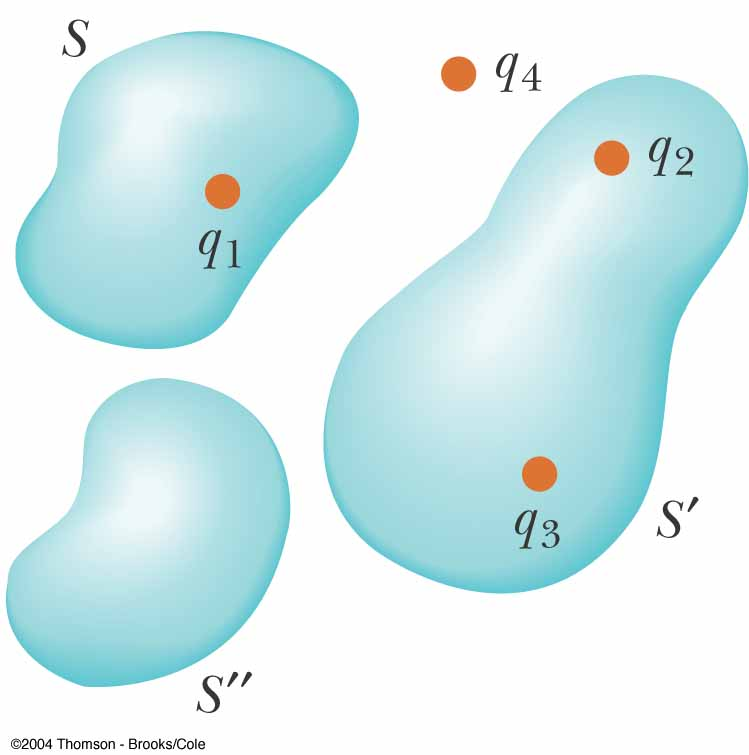 S
q4
q2
q1
q3
S′
S″
©2004 Thomson - Brooks/Cole